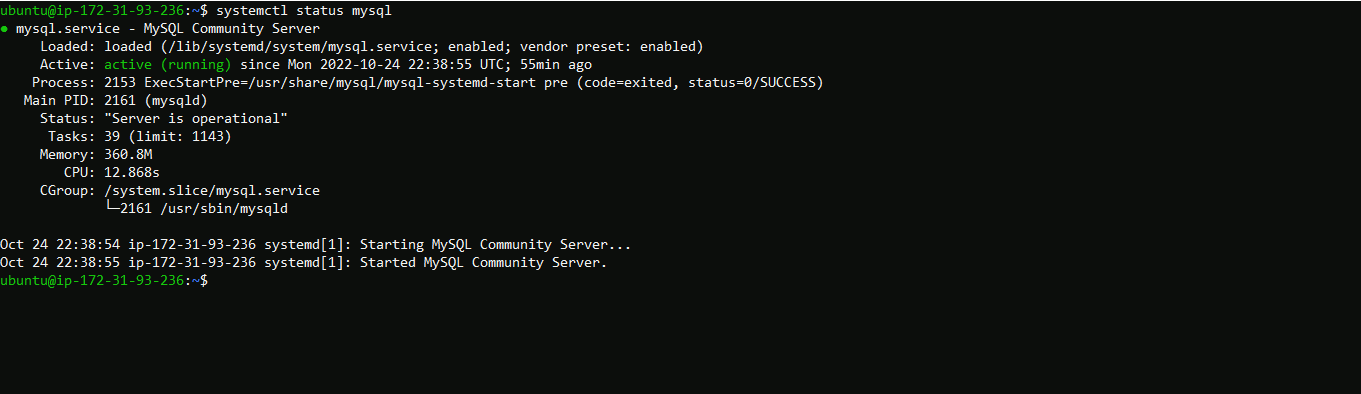 ubuntu@ip-172-31-93-236:~$ systemctl status mysql
● mysql.service - MySQL Community Server
     Loaded: loaded (/lib/systemd/system/mysql.service; enabled; vendor preset: enabled)
     Active: active (running) since Mon 2022-10-24 22:38:55 UTC; 55min ago
    Process: 2153 ExecStartPre=/usr/share/mysql/mysql-systemd-start pre (code=exited, status=0/SUCCESS)
   Main PID: 2161 (mysqld)
     Status: "Server is operational"
      Tasks: 39 (limit: 1143)
     Memory: 360.8M
        CPU: 12.868s
     CGroup: /system.slice/mysql.service
             └─2161 /usr/sbin/mysqld

Oct 24 22:38:54 ip-172-31-93-236 systemd[1]: Starting MySQL Community Server...
Oct 24 22:38:55 ip-172-31-93-236 systemd[1]: Started MySQL Community Server.
ubuntu@ip-172-31-93-236:~$